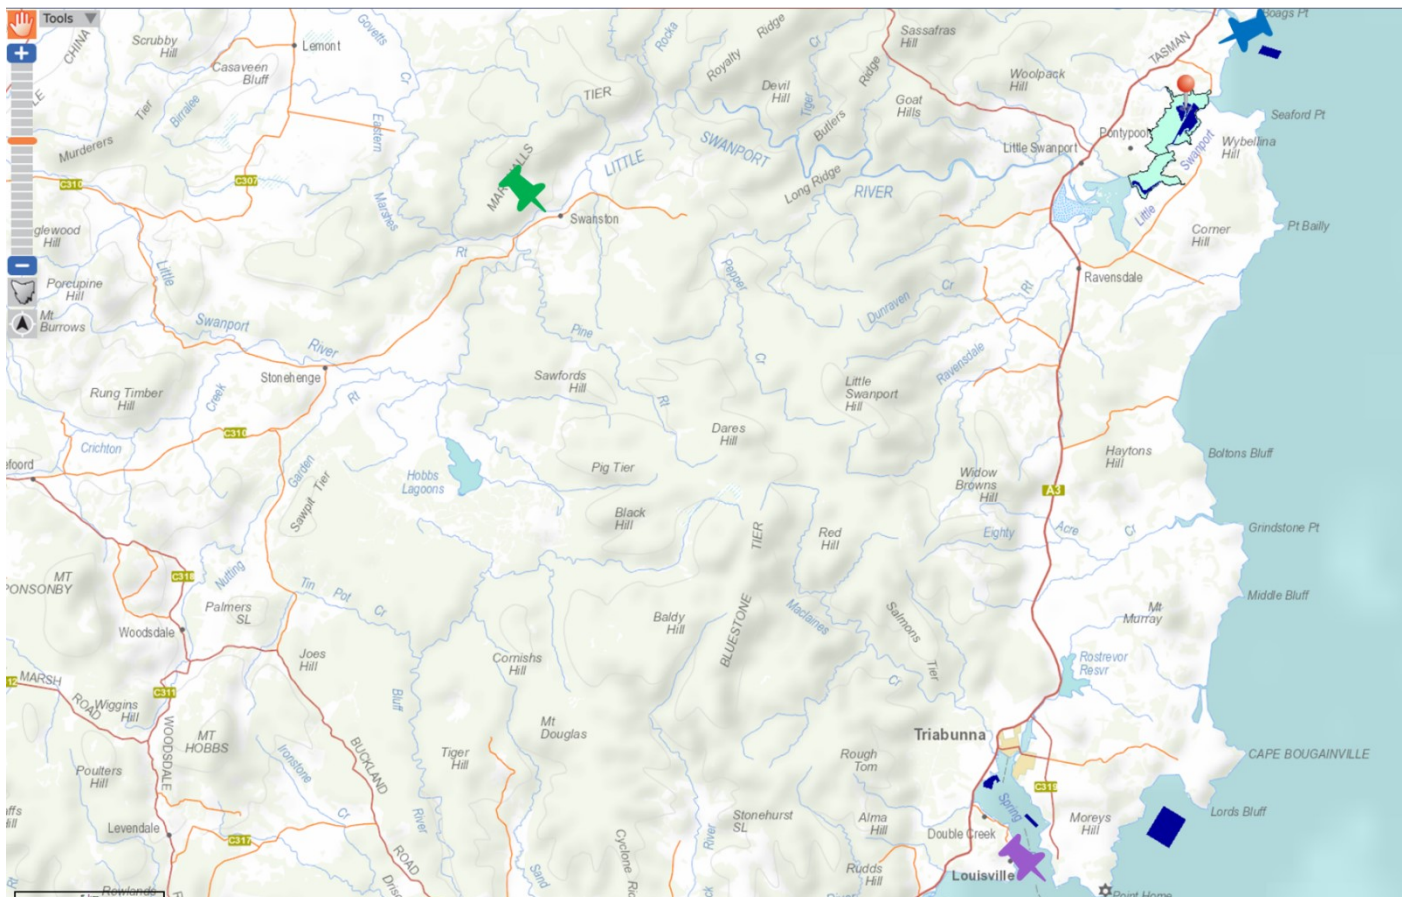 Tools
CHINA
Scrubby
Hill
Govetts
Cr
Lemont
Casaveen
Bluff
Tier
Birralee
Murderers
Eastern
Marshes
Rt
C310
C307
MARSHALLS
TIER
Rocka
Royalty
Ridge
Devil
Hill
Tiger
Cr
Butlers
Ridge
Sassafras
Hill
Goat
Hills
Woolpack
Hill
TASMAN
Boags Pt
Seaford Pt
Pontypool
Wybellina
Hill
Swanport
Little
Little Swanport
LITTLE
SWANPORT
RIVER
Long Ridge
Swanston
Corner
Hill
Pt Bailly
Ravensdale
glewood
Hill
Porcupine
Hill
Mt
Burrows
Little
Swanport
River
Stonehenge
Pepper
Cr
Dunraven
Cr
Ravensdale
Rt
Pine
Rt
Sawfords
Hill
Little
Swanport
Hill
Rung Timber
Hill
Creek
Rt
C310
Crichton
efoord
Garden
Sawpit Tier
Hobbs
Lagoons
Pig Tier
Dares
Hill
Black
Hill
Widow
Browns
Hill
Haytons
Hill
Boltons Bluff
A3
Eighty
Acre
Cr
Grindstone Pt
Red
Hill
BLUESTONE
TIER
MT
PONSONBY
C318
Nutting
Palmers
SL
Tin
Pot
Cr
Woodsdale
Joes
Hill
Cornishs
Hill
Baldy
Hill
Maclaines
Cr
Salmons
Tier
Mt
Murray
Middle Bluff
Rostrevor
Resvr
MARSH
ROAD
Wiggins
Hill
C311
WOODSDALE
MT
HOBBS
Poulters
Hill
Ironstone
Cr
BUCKLAND
ROAD
Bluff
River
Tiger
Hill
Mt
Douglas
Triabunna
Rough
Tom
CAPE BOUGAINVILLE
C319
Spring
Lords Bluff
Moreys
Hill
Levendale
C317
Stonehurst
SL
Alma
Hill
Double Creek
Cyclone
River
Sand
Rudds
Hill
Louisville
Point Home
Rowlands